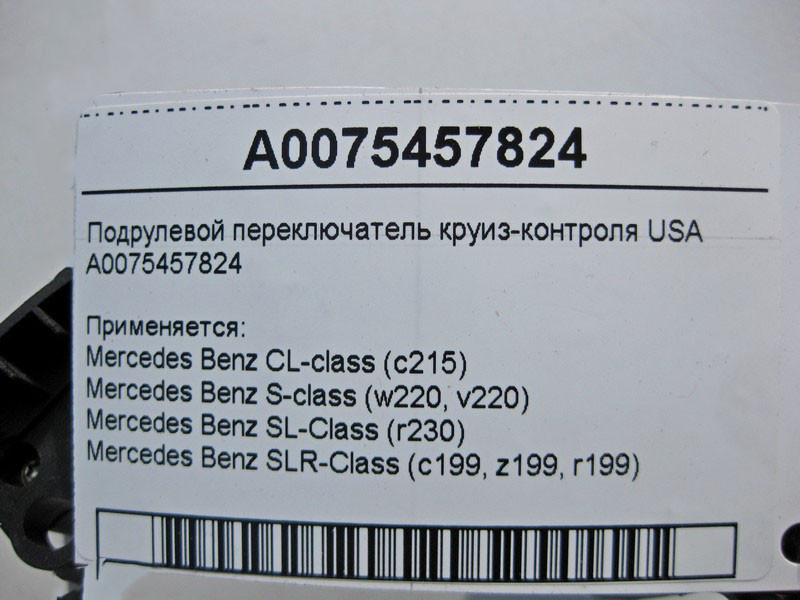 A0075457824
Подрулевой переключатель круиз-контроля USA
A0075457824
Применяется:
Mercedes Benz CL-class (c215)
Mercedes Benz S-class (w220, v220)
Mercedes Benz SL-Class (r230)
Mercedes Benz SLR-Class (c199, z199, r199)